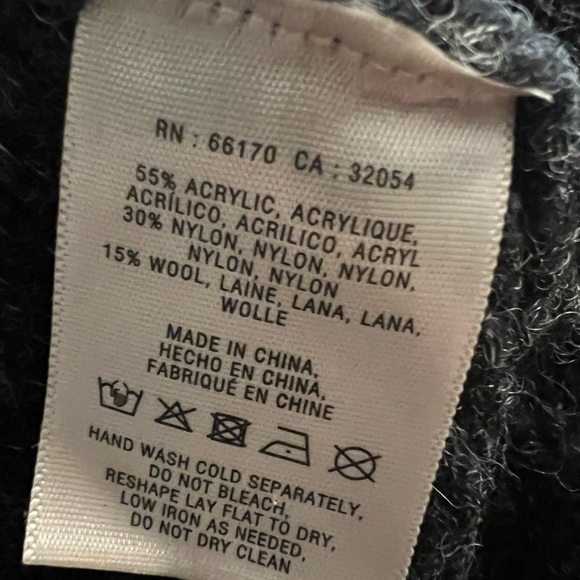 RN : 66170 CA : 32054
55% ACRYLIC, ACRYLIQUE,
ACRÍLICO, ACRILICO, ACRYL
30% NYLON, NYLON, NYLON,
NYLON, NYLON
15% WOOL, LAINE, LANA, LANA,
WOLLE
MADE IN CHINA,
HECHO EN CHINA,
FABRIQUÉ EN CHINE
HAND WASH COLD SEPARATELY,
DO NOT BLEACH,
RESHAPE LAY FLAT TO DRY,
LOW IRON AS NEEDED,
DO NOT DRY CLEAN